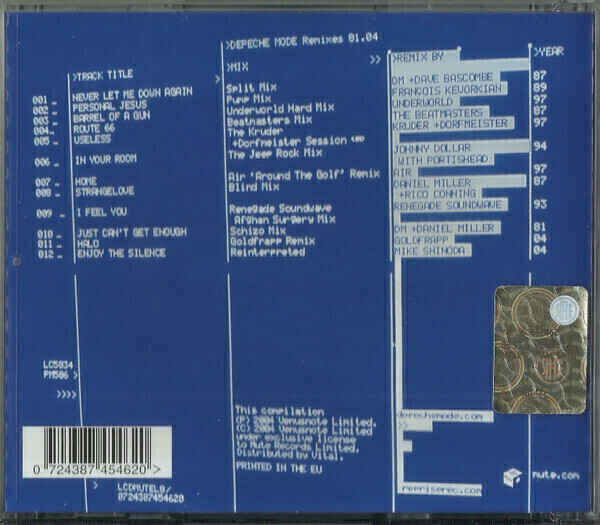 >DEPECHE MODE Remixes 81.04
>TRACK TITLE >MIX >> >REMIX BY >YEAR
001 NEVER LET ME DOWN AGAIN Split Mix DM +DAVE BASCOMBE 87
002 PERSONAL JESUS Pump Mix FRANCOIS KEVORKIAN 89
003 BARREL OF A GUN Underworld Hard Mix UNDERWORLD 97
004 ROUTE 66 Beatmasters Mix THE BEATMASTERS 87
005 USELESS The Kruder KRUDER +DORFMEISTER 97
+Dorfmeister Session
006 IN YOUR ROOM The Jeep Rock Mix JOHNNY DOLLAR 94
WITH PORTISHEAD
007 HOME Air 'Around The Golf' Remix AIR 97
008 STRANGELOVE Blind Mix DANIEL MILLER 87
+RICO CONNING
009 I FEEL YOU Renegade Soundwave RENEGADE SOUNDWAVE 93
Afghan Surgery Mix
010 JUST CAN'T GET ENOUGH Schizo Mix DM +DANIEL MILLER 81
011 HALO Goldfrapp Remix GOLDFRAPP 04
012 ENJOY THE SILENCE Reinterpreted MIKE SHINODA 04
LC5834
PM586 >
>>>>
This compilation
(P) 2004 Venusnote Limited.
(C) 2004 Venusnote Limited
under exclusive license
to Mute Records Limited.
Distributed by Vital.
PRINTED IN THE EU
depechemode.com
>>
0 724387 454620
> LCDMUTEL8/
0724387454620
repriserec.com
mute.com